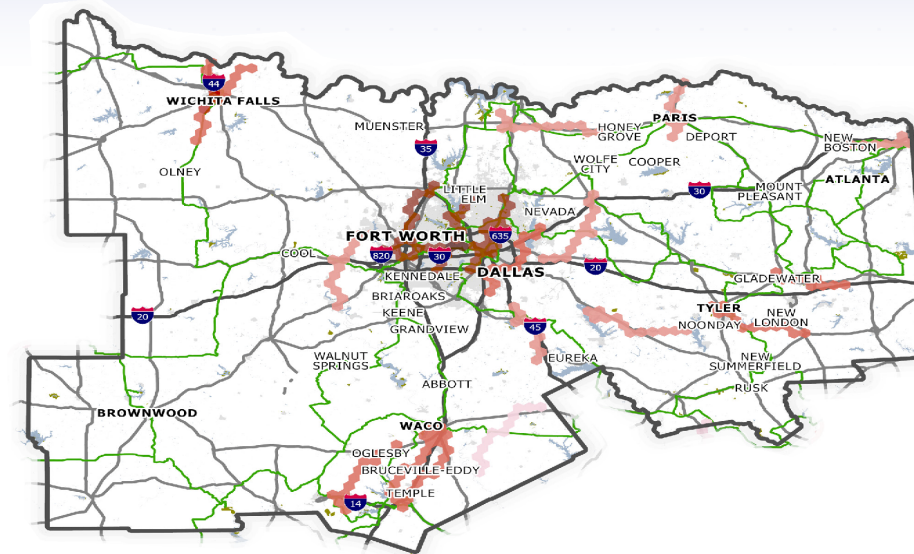 44
WICHITA FALLS
MUENSTER
35
OLNEY
HONEY
GROVE
PARIS
DEPORT
NEW
BOSTON
WOLFE
CITY
COOPER
30
MOUNT
PLEASANT
ATLANTA
LITTLE
ELM
NEVADA
FORT WORTH
635
COOL
820
30
KENNEDALE
DALLAS
20
GLADEWATER
BRIAROAKS
KEENE
GRANDVIEW
20
45
TYLER
NOONDAY
NEW
LONDON
WALNUT
SPRINGS
EUREKA
NEW
SUMMERFIELD
RUSK
ABBOTT
BROWNWOOD
WACO
OGLESBY
BRUCEVILLE-EDDY
TEMPLE
14